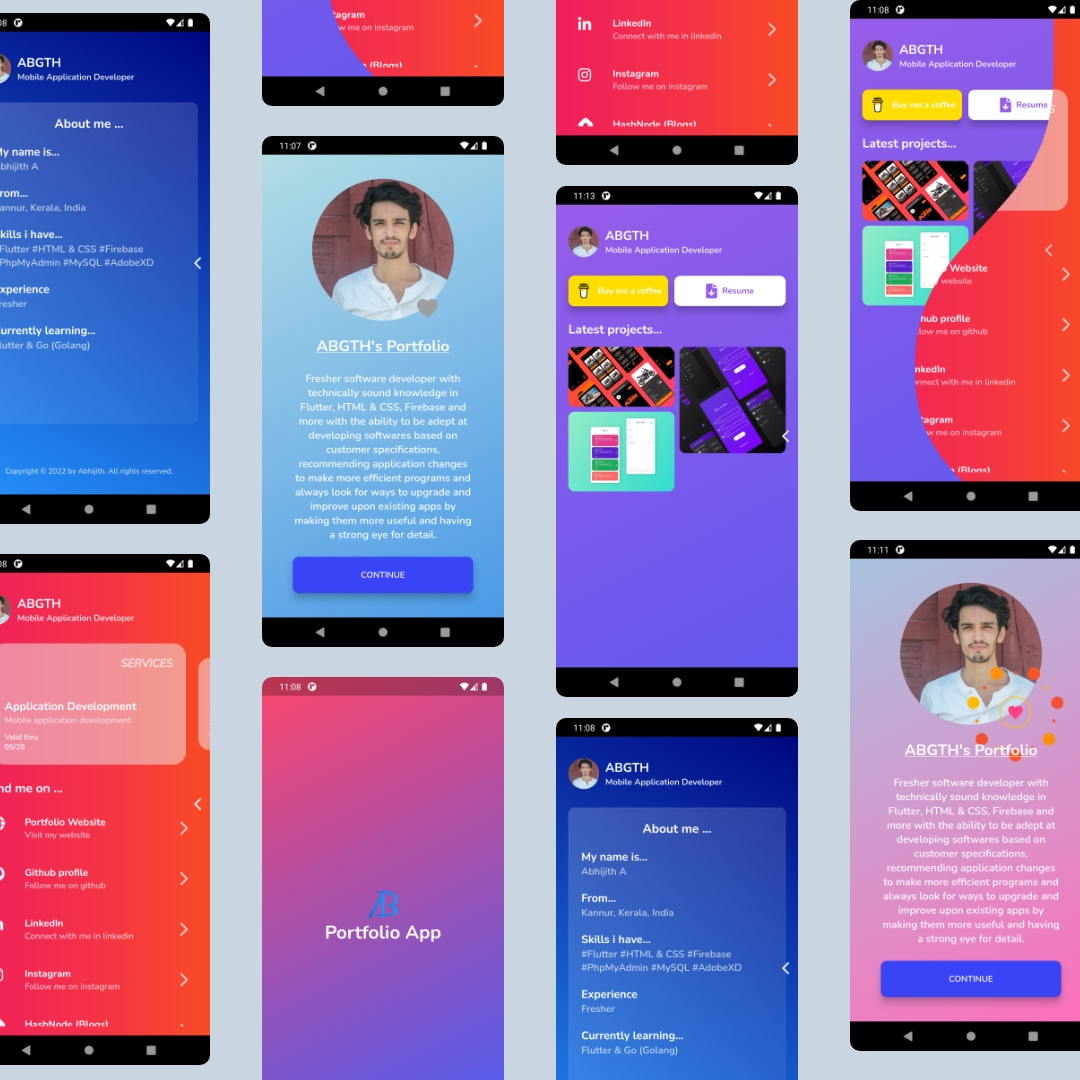 :08
ABGTH
Mobile Application Developer
About me ...
My name is...
Abhijith A
From...
Kannur, Kerala, India
Skills i have...
#Flutter #HTML & CSS #Firebase
#PhpMyAdmin #MySQL #AdobeXD
Experience
Fresher
Currently learning...
Flutter & Go (Golang)
Copyright © 2022 by Abhijith. All rights reserved.
:08
ABGTH
Mobile Application Developer
SERVICES
Application Development
Mobile application development
Valid thru
05/28
Find me on ...
Portfolio Website
Visit my website
Github profile
Follow me on github
LinkedIn
Connect with me in linkedin
Instagram
Follow me on instagram
HashNode (Blogs)
tagram
w me on instagram
(Blogs)
11:07
ABGTH's Portfolio
Fresher software developer with
technically sound knowledge in
Flutter, HTML & CSS, Firebase and
more with the ability to be adept at
developing softwares based on
customer specifications,
recommending application changes
to make more efficient programs and
always look for ways to upgrade and
improve upon existing apps by
making them more useful and having
a strong eye for detail.
CONTINUE
11:08
AB
Portfolio App
LinkedIn
Connect with me in linkedin
Instagram
Follow me on instagram
HashNode (Blogs)
11:13
ABGTH
Mobile Application Developer
Buy me a coffee
Resume
Latest projects...
11:08
ABGTH
Mobile Application Developer
About me ...
My name is...
Abhijith A
From...
Kannur, Kerala, India
Skills i have...
#Flutter #HTML & CSS #Firebase
#PhpMyAdmin #MySQL #AdobeXD
Experience
Fresher
Currently learning...
Flutter & Go (Golang)
11:08
ABGTH
Mobile Application Developer
Buy me a coffee
Resume
Latest projects...
Website
website
hub profile
llow me on github
nkedIn
onnect with me in linkedin
tagram
w me on instagram
(Blogs)
11:11
ABGTH's Portfolio
Fresher software developer with
technically sound knowledge in
Flutter, HTML & CSS, Firebase and
more with the ability to be adept at
developing softwares based on
customer specifications,
recommending application changes
to make more efficient programs and
always look for ways to upgrade and
improve upon existing apps by
making them more useful and having
a strong eye for detail.
CONTINUE